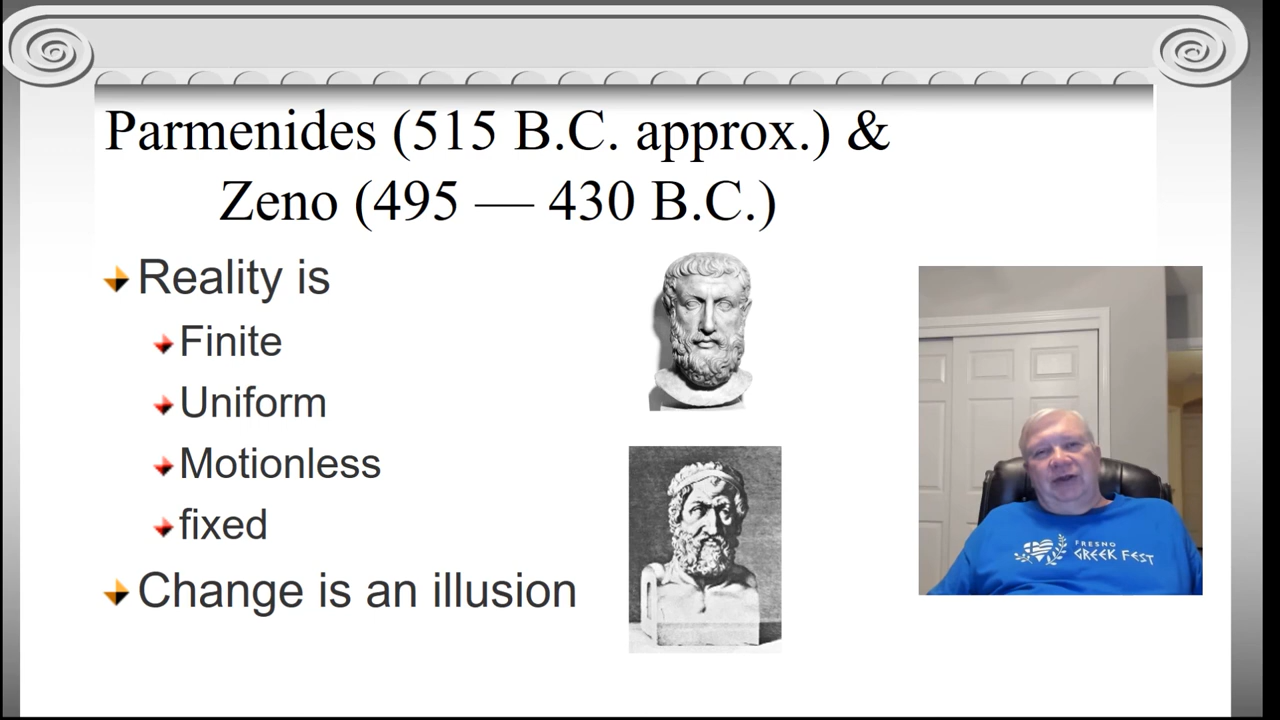 Parmenides (515 B.C. approx.) &
Zeno (495 — 430 B.C.)
Reality is
Finite
Uniform
Motionless
fixed
Change is an illusion
FRESNO
GREEK FEST